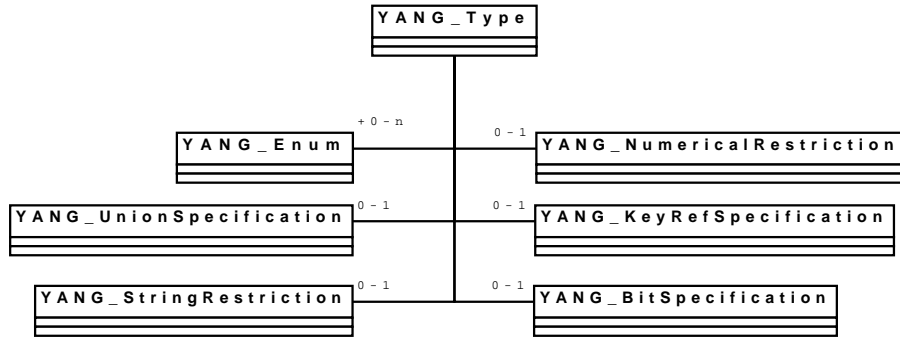 YANG_Type
+0-n
0-1
YANG_Enum
YANG_NumericalRestriction
0-1
0-1
YANG_UnionSpecification
YANG_KeyRefSpecification
0-1
0-1
YANG_StringRestriction
YANG_BitSpecification